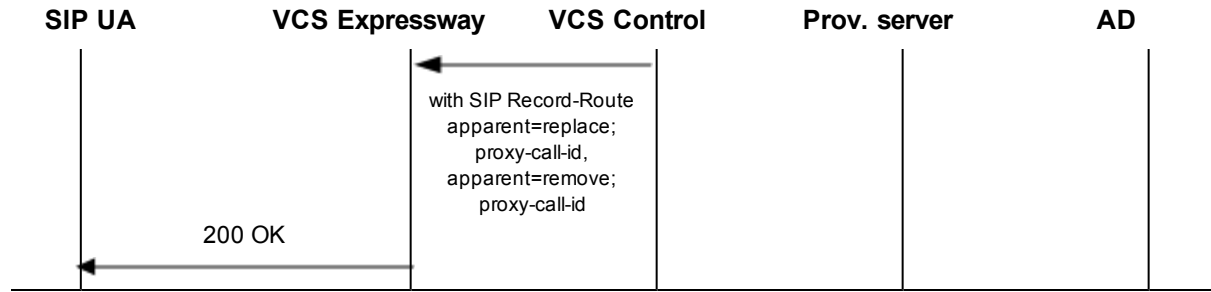 SIP UA VCS Expressway VCS Control Prov. server AD
with SIP Record-Route
apparent=replace;
proxy-call-id,
apparent=remove;
proxy-call-id
200 OK